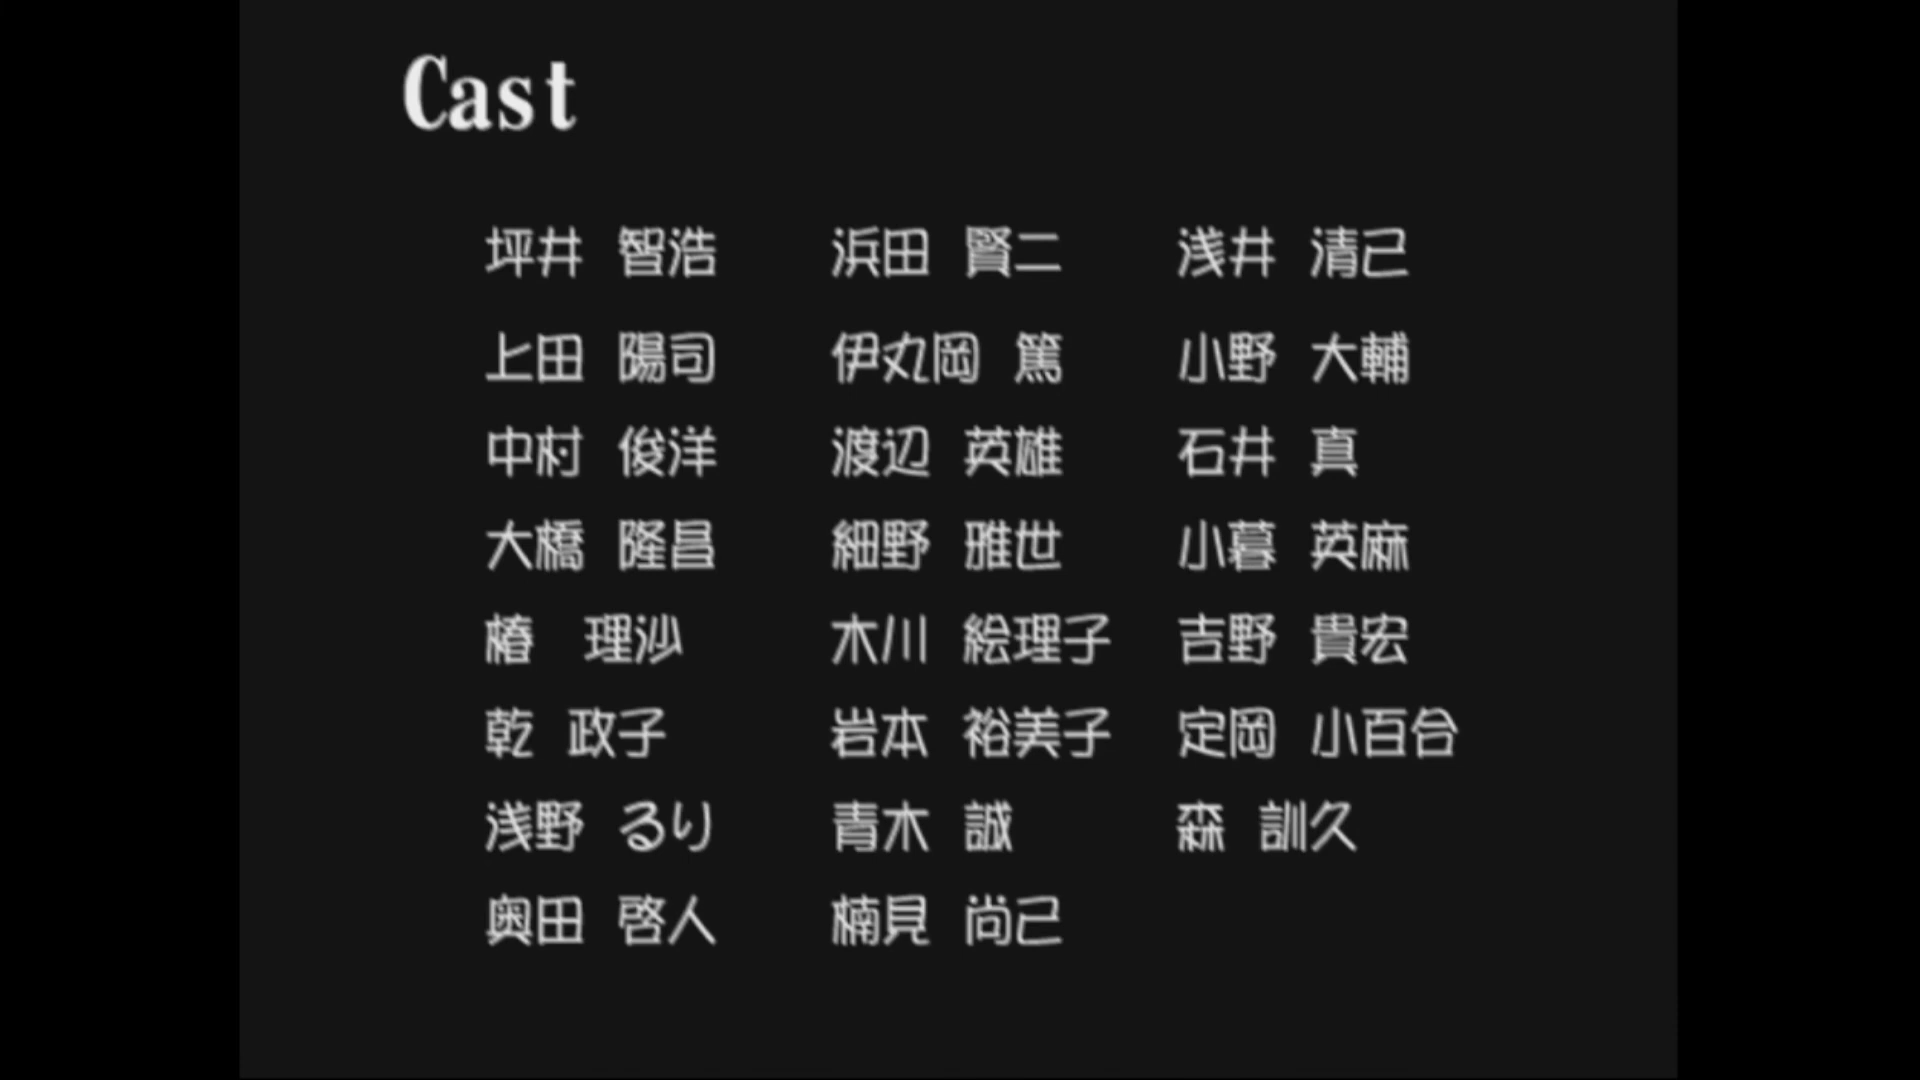 Cast
坪井 智浩 浜田 賢二 浅井 清己
上田 陽司 伊丸岡 篤 小野 大輔
中村 俊洋 渡辺 英雄 石井 真
大橋 隆昌 細野 雅世 小暮 英麻
椿 理沙 木川 絵理子 吉野 貴宏
乾 政子 岩本 裕美子 定岡 小百合
浅野 るり 青木 誠 森 訓久
奥田 啓人 楠見 尚己